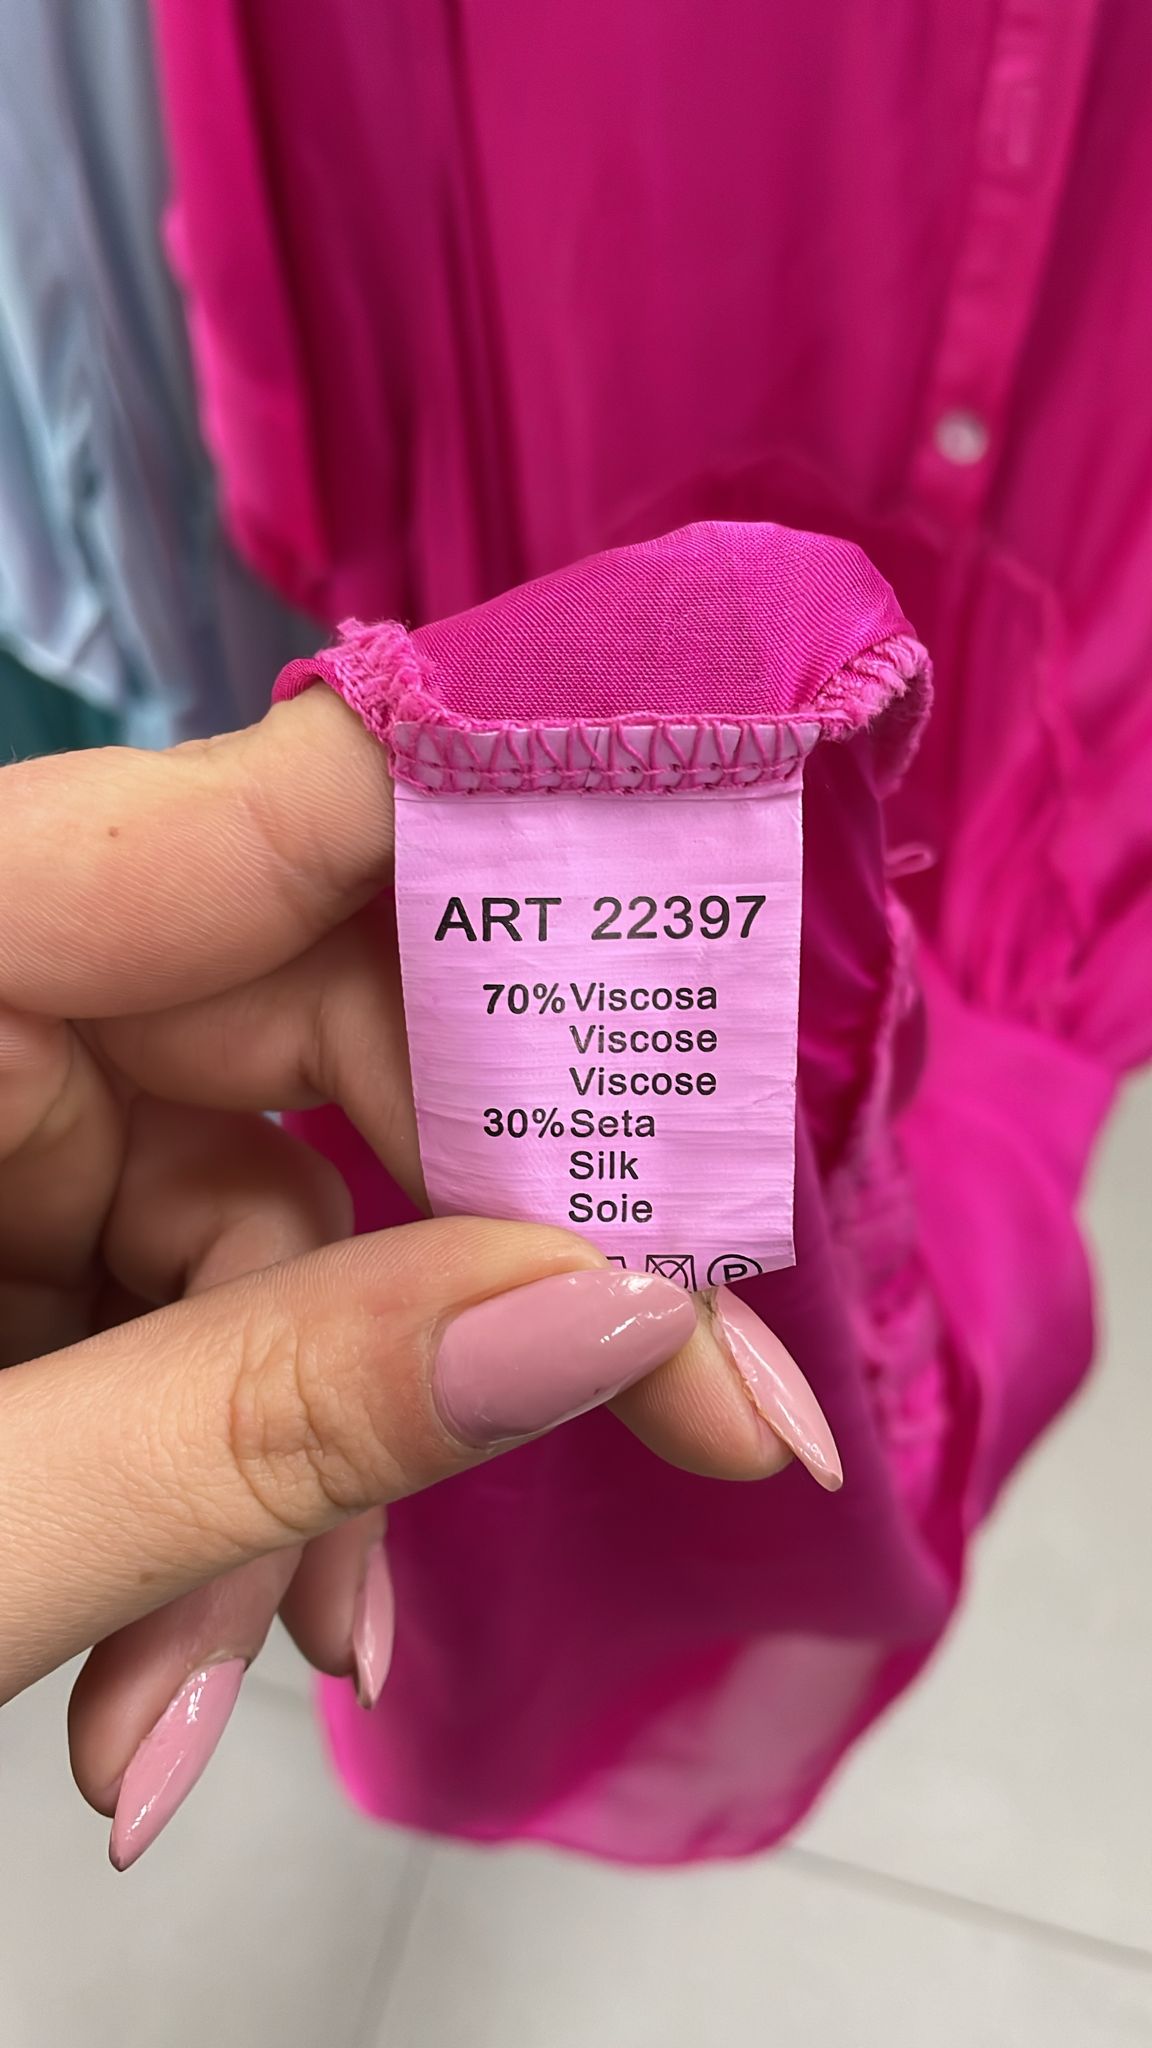 ART 22397
70% Viscosa
Viscose
Viscose
30% Seta
Silk
Soie
P